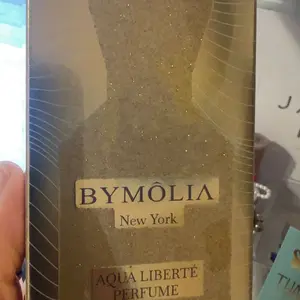 BYMÔLIA
New York
AQUA LIBERTÉ
PERFUME